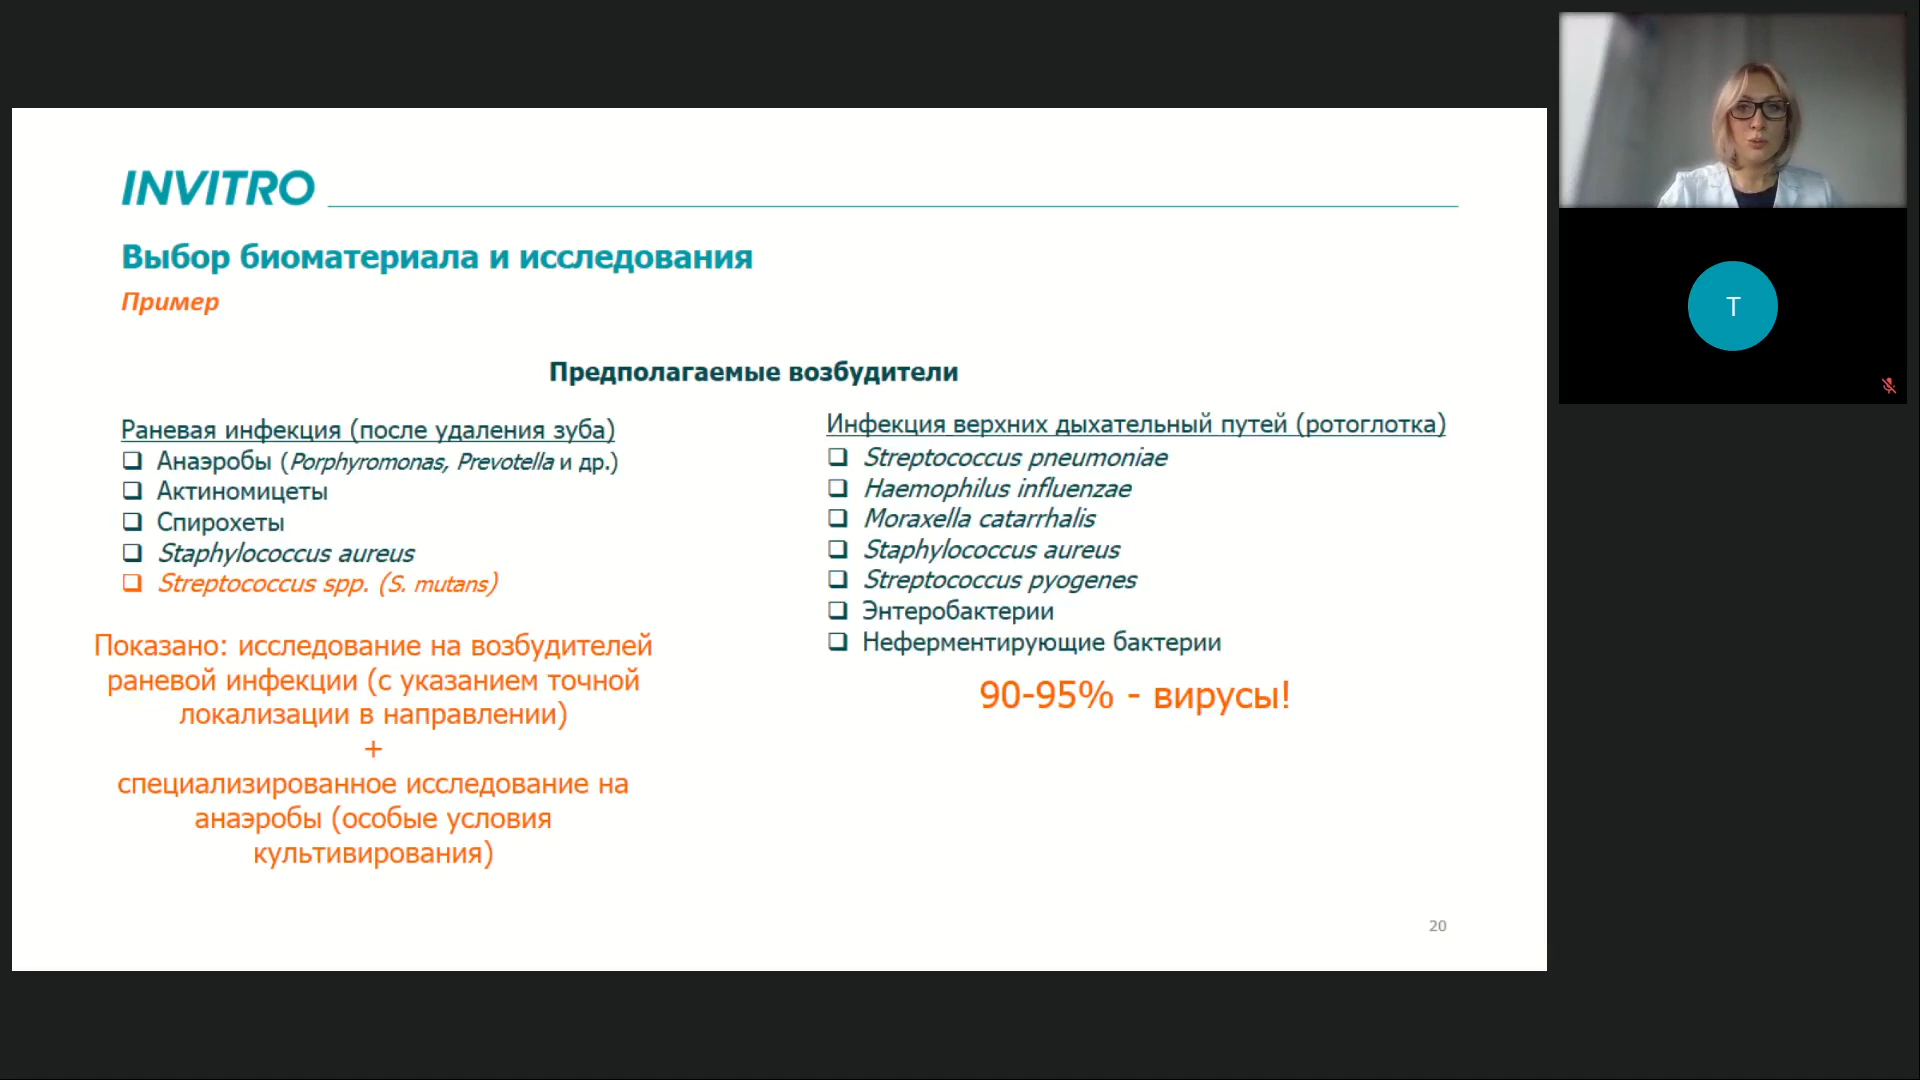 INVITRO
Выбор биоматериала и исследования
Пример
Предполагаемые возбудители
Раневая инфекция (после удаления зуба)
❑ Анаэробы (Porphyromonas, Prevotella и др.)
❑ Актиномицеты
❑ Спирохеты
❑ Staphylococcus aureus
❑ Streptococcus spp. (S. mutans)
Показано: исследование на возбудителей
раневой инфекции (с указанием точной
локализации в направлении)
+
специализированное исследование на
анаэробы (особые условия
культивирования)
Инфекция верхних дыхательный путей (ротоглотка)
❑ Streptococcus pneumoniae
❑ Haemophilus influenzae
❑ Moraxella catarrhalis
❑ Staphylococcus aureus
❑ Streptococcus pyogenes
❑ Энтеробактерии
❑ Неферментирующие бактерии
90-95% - вирусы!
20
T